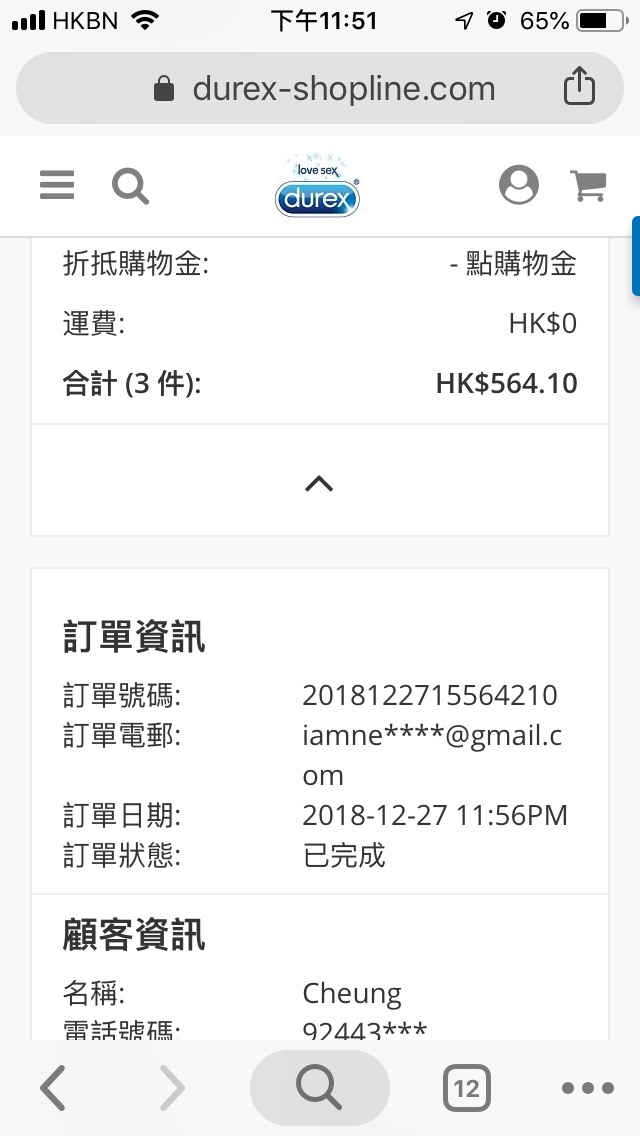 HKBN 下午11:51 65%
durex-shopline.com
love sex
durex®
折抵購物金: - 點購物金
運費: HK$0
合計 (3 件): HK$564.10
訂單資訊
訂單號碼: 2018122715564210
訂單電郵: iamne****@gmail.c
om
訂單日期: 2018-12-27 11:56PM
訂單狀態: 已完成
顧客資訊
名稱: Cheung
電話號碼: 92443***
12